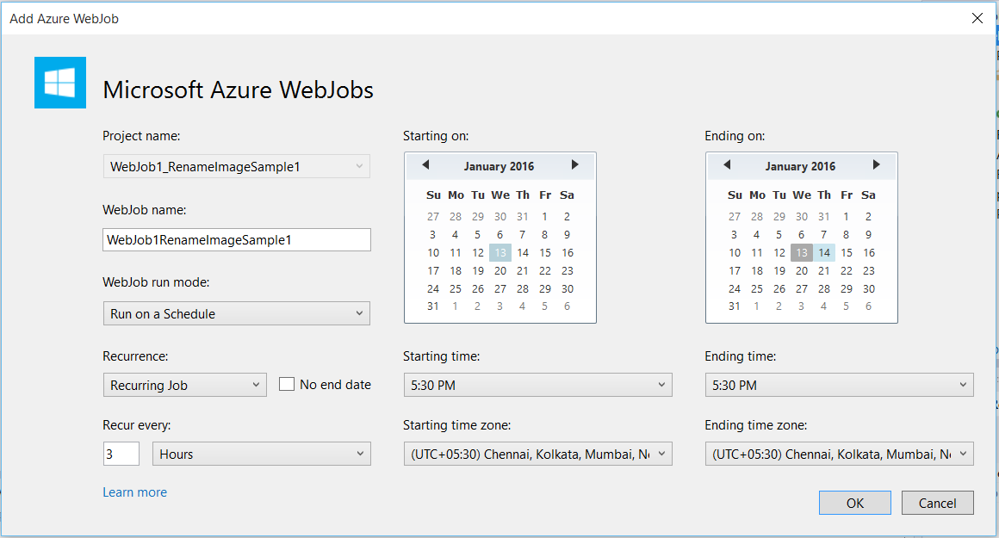 Add Azure WebJob
Microsoft Azure WebJobs
Project name:
WebJob1_RenameImageSample1
WebJob name:
WebJob1RenameImageSample1
WebJob run mode:
Run on a Schedule
Recurrence:
Recurring Job
No end date
Recur every:
3 Hours
Learn more
Starting on:
January 2016
Su Mo Tu We Th Fr Sa
27 28 29 30 31 1 2
3 4 5 6 7 8 9
10 11 12 13 14 15 16
17 18 19 20 21 22 23
24 25 26 27 28 29 30
31 1 2 3 4 5 6
Starting time:
5:30 PM
Starting time zone:
(UTC+05:30) Chennai, Kolkata, Mumbai, Ne
Ending on:
January 2016
Su Mo Tu We Th Fr Sa
27 28 29 30 31 1 2
3 4 5 6 7 8 9
10 11 12 13 14 15 16
17 18 19 20 21 22 23
24 25 26 27 28 29 30
31 1 2 3 4 5 6
Ending time:
5:30 PM
Ending time zone:
(UTC+05:30) Chennai, Kolkata, Mumbai, Ne
OK
Cancel